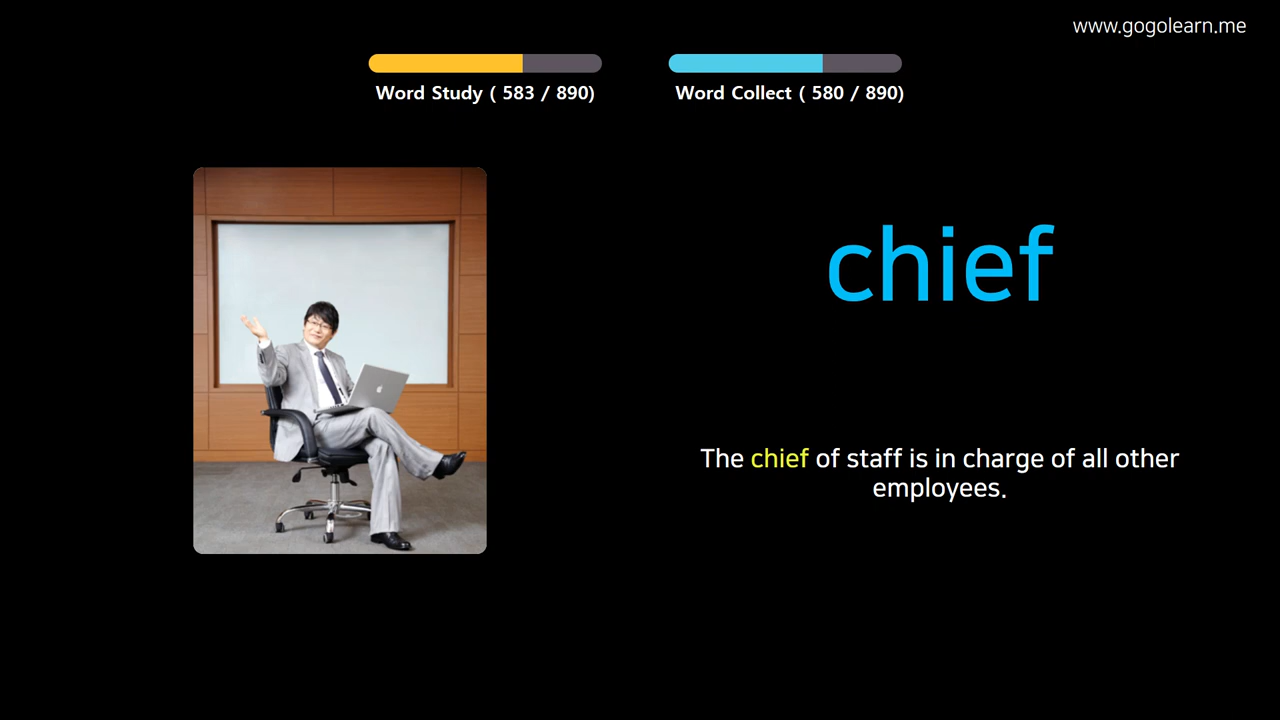 www.gogolearn.me
Word Study ( 583 / 890)
Word Collect ( 580 / 890)
chief
The chief of staff is in charge of all other
employees.